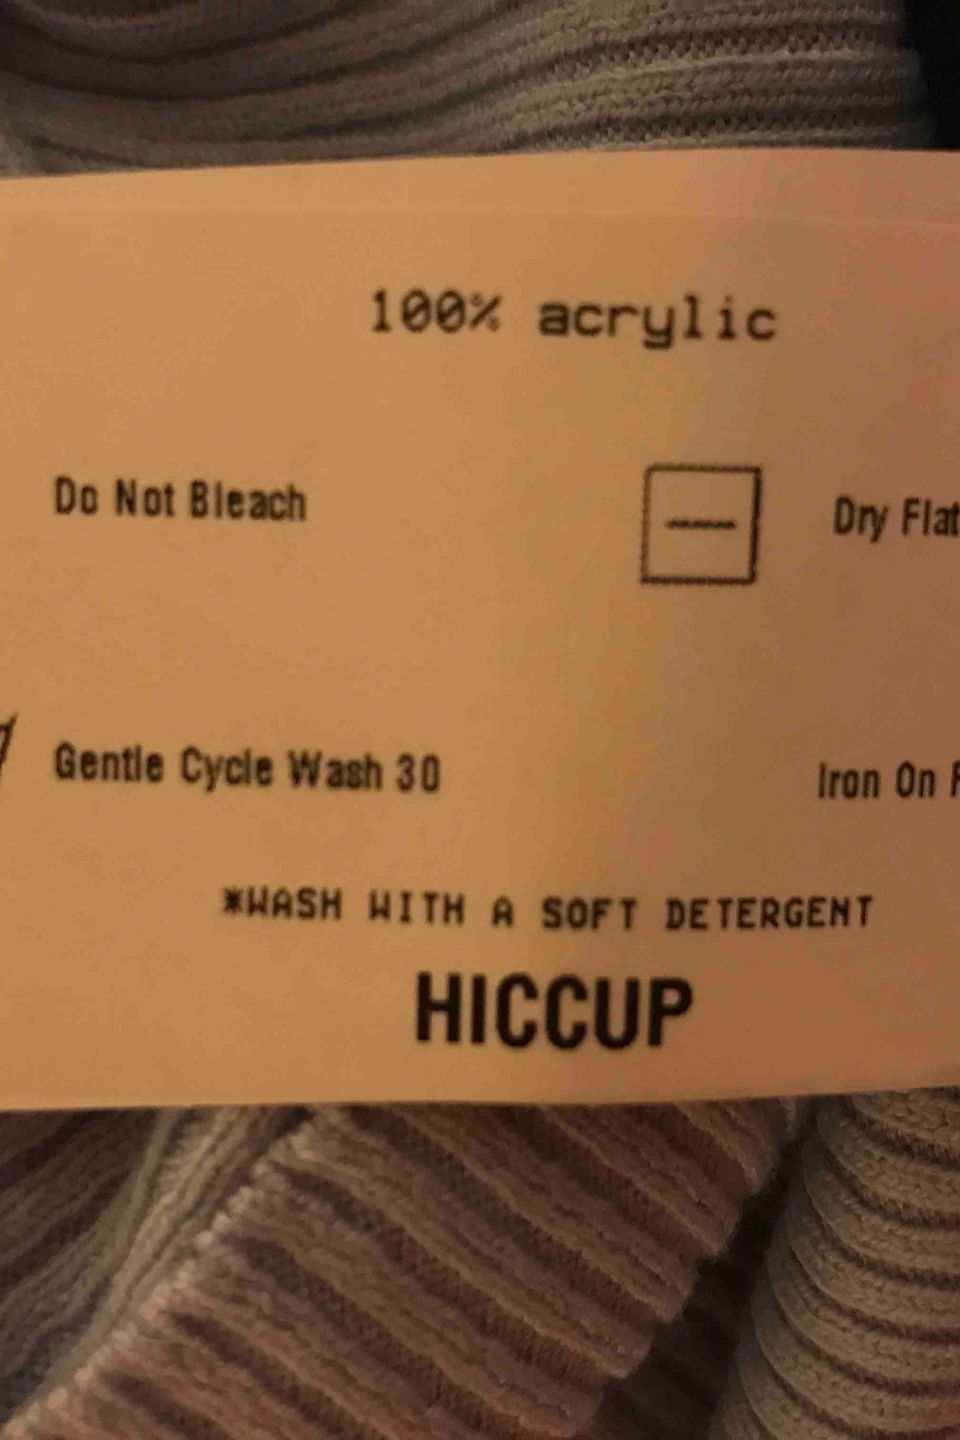 100% acrylic
Do Not Bleach
Dry Flat
Gentle Cycle Wash 30
Iron On
*WASH WITH A SOFT DETERGENT
HICCUP